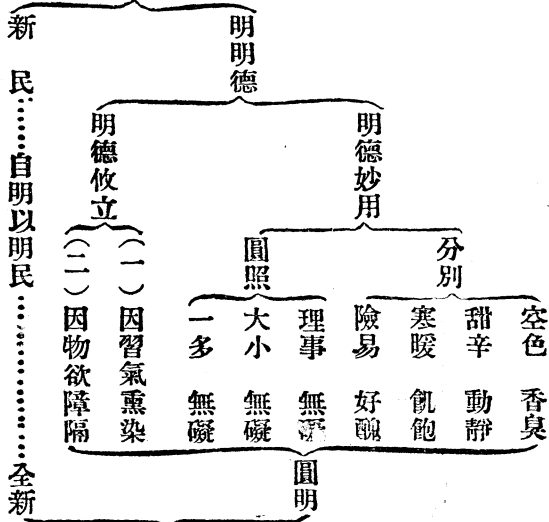 明明德
明德妙用
分別
空色　香臭
甜辛　動靜
寒暖　飢飽
險易　好醜
圓照
理事　無礙
大小　無礙
一多　無礙
明德攸立
（一）因習氣熏染
（二）因物欲障隔
圓明
新　民……自明以明民………………全新